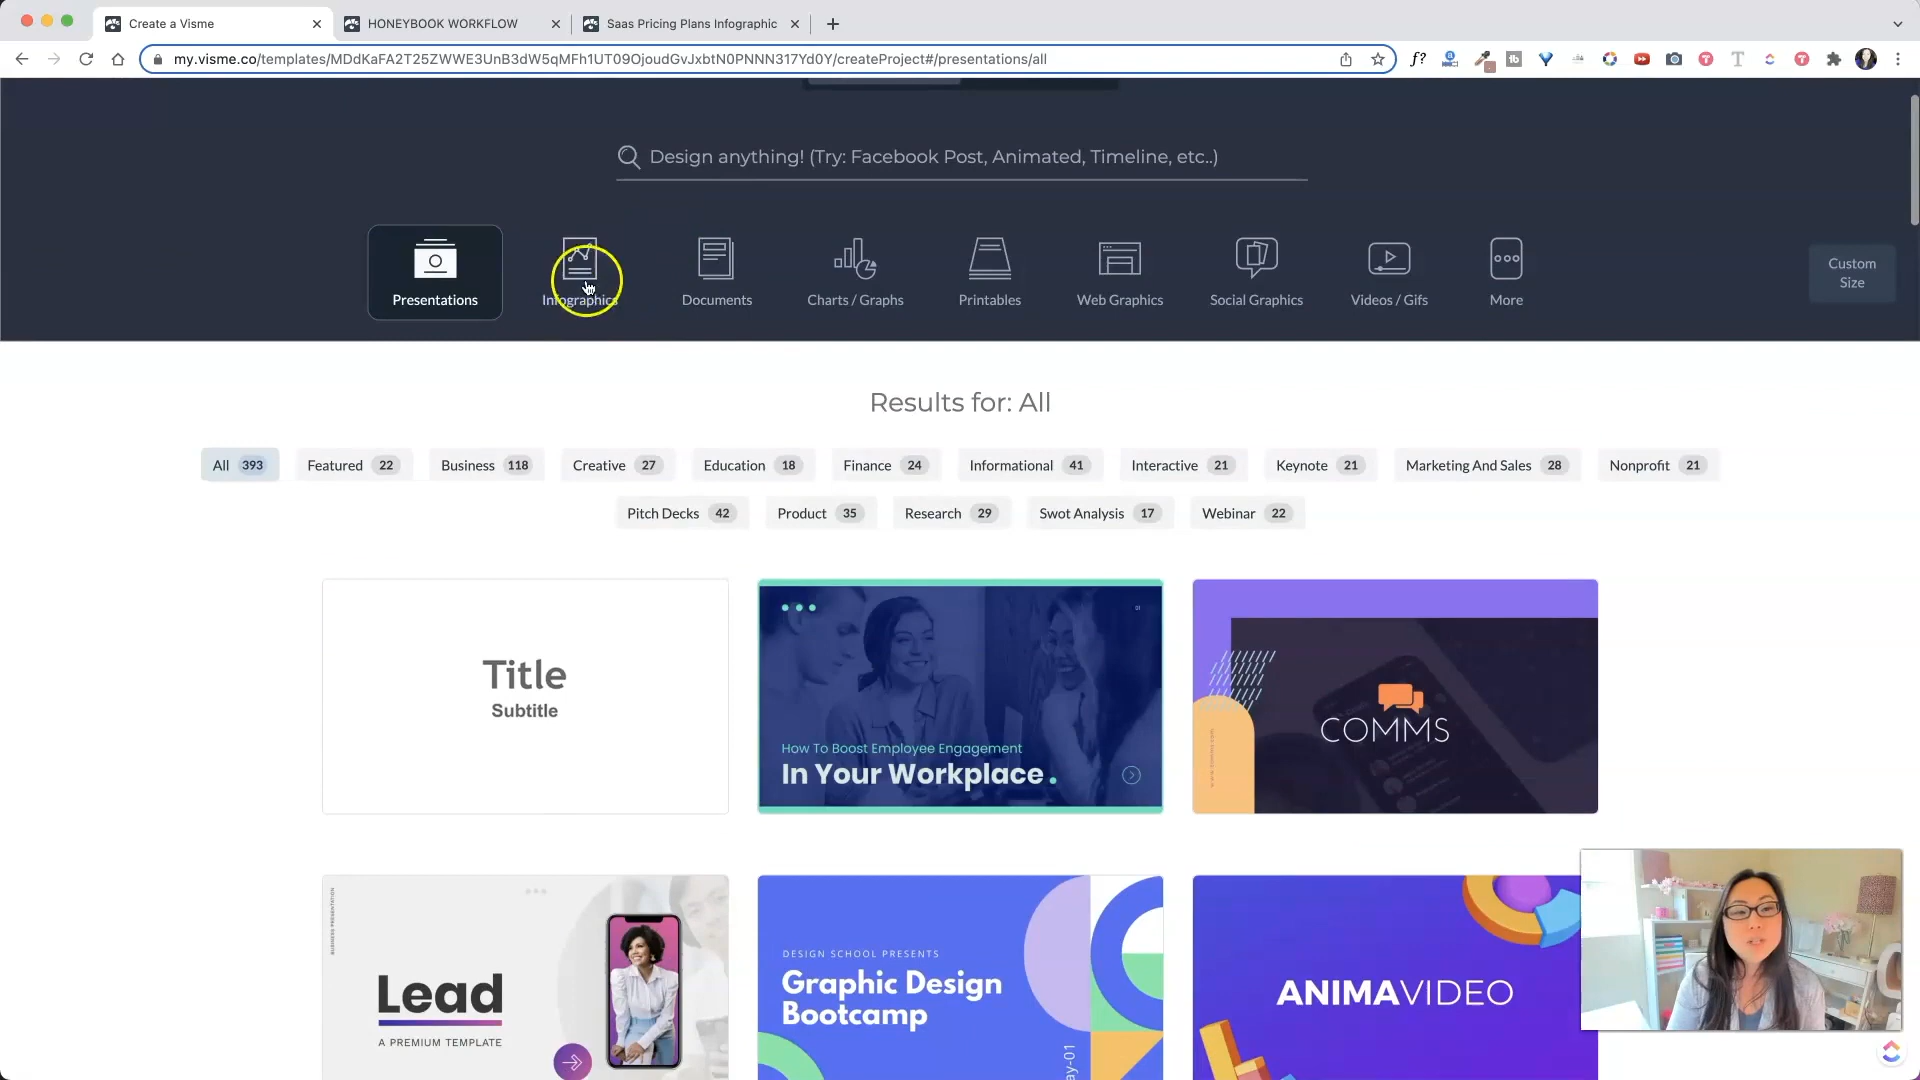 Create a Visme
HONEYBOOK WORKFLOW
Saas Pricing Plans Infographic
my.visme.co/templates/MDdKaFA2T25ZWWE3UnB3dW5qMFh1UT09OjoudGvJxbtN0PNNN317Yd0Y/createProject#/presentations/all
Design anything! (Try: Facebook Post, Animated, Timeline, etc..)
Presentations
Infographics
Documents
Charts / Graphs
Printables
Web Graphics
Social Graphics
Videos / Gifs
More
Custom
Size
Results for: All
All 393
Featured 22
Business 118
Creative 27
Education 18
Finance 24
Informational 41
Interactive 21
Keynote 21
Marketing And Sales 28
Nonprofit 21
Pitch Decks 42
Product 35
Research 29
Swot Analysis 17
Webinar 22
Title
Subtitle
01
How To Boost Employee Engagement
In Your Workplace.
COMMS
BUSINESS PRESENTATION
Lead
A PREMIUM TEMPLATE
DESIGN SCHOOL PRESENTS
Graphic Design
Bootcamp
ay-01
ANIMAVIDEO